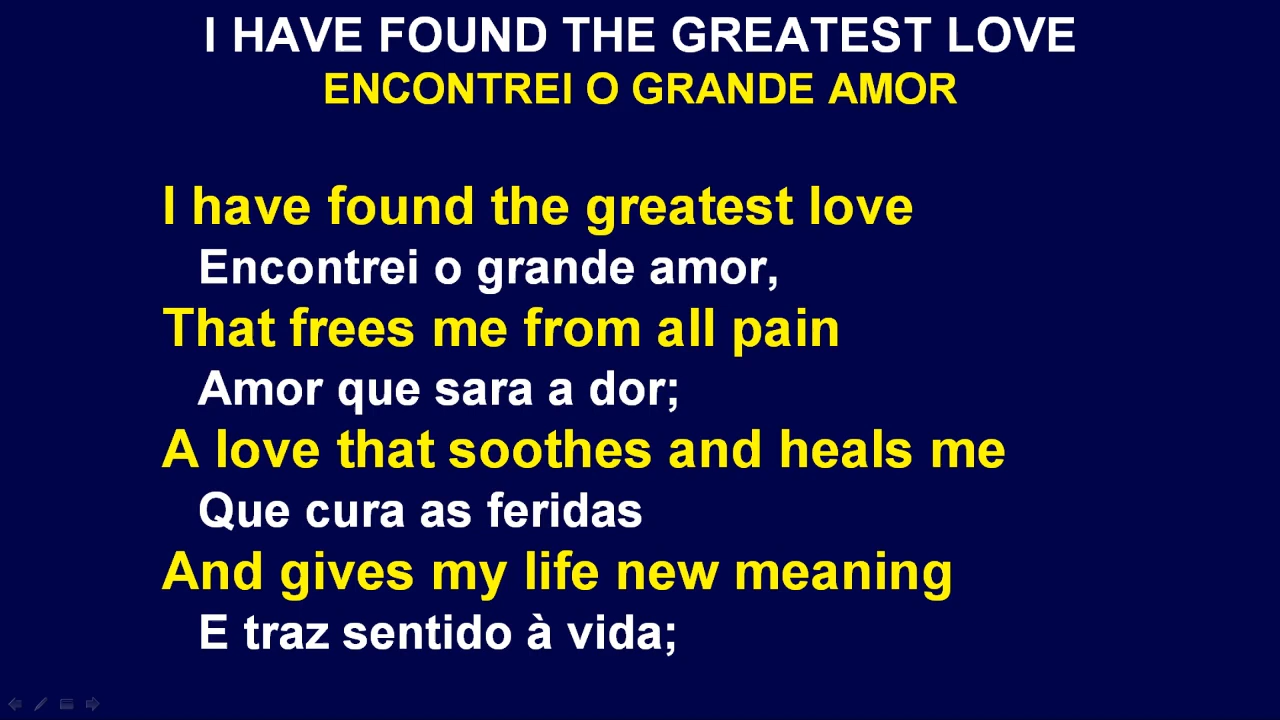 I HAVE FOUND THE GREATEST LOVE
ENCONTREI O GRANDE AMOR
I have found the greatest love
Encontrei o grande amor,
That frees me from all pain
Amor que sara a dor;
A love that soothes and heals me
Que cura as feridas
And gives my life new meaning
E traz sentido à vida;